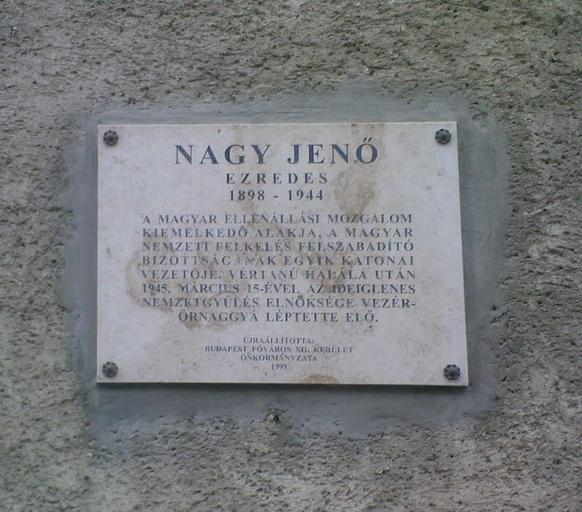 NAGY JENŐ
EZREDES
1898 - 1944
A MAGYAR ELLENÁLLÁSI MOZGALOM
KIEMELKEDŐ ALAKJA, A MAGYAR
NEMZETI FELKELÉS FELSZABADÍTÓ
BIZOTTSÁGÁNAK EGYIK KATONAI
VEZETŐJE. VÉRTANÚ HALÁLA UTÁN
1945. MÁRCIUS 15-ÉVEL AZ IDEIGLENES
NEMZETGYŰLÉS ELNÖKSÉGE VEZÉR-
ŐRNAGGYÁ LÉPTETTE ELŐ.
ÚJRAÁLLÍTOTTA:
BUDAPEST FŐVÁROS XII. KERÜLET
ÖNKORMÁNYZATA
1999.